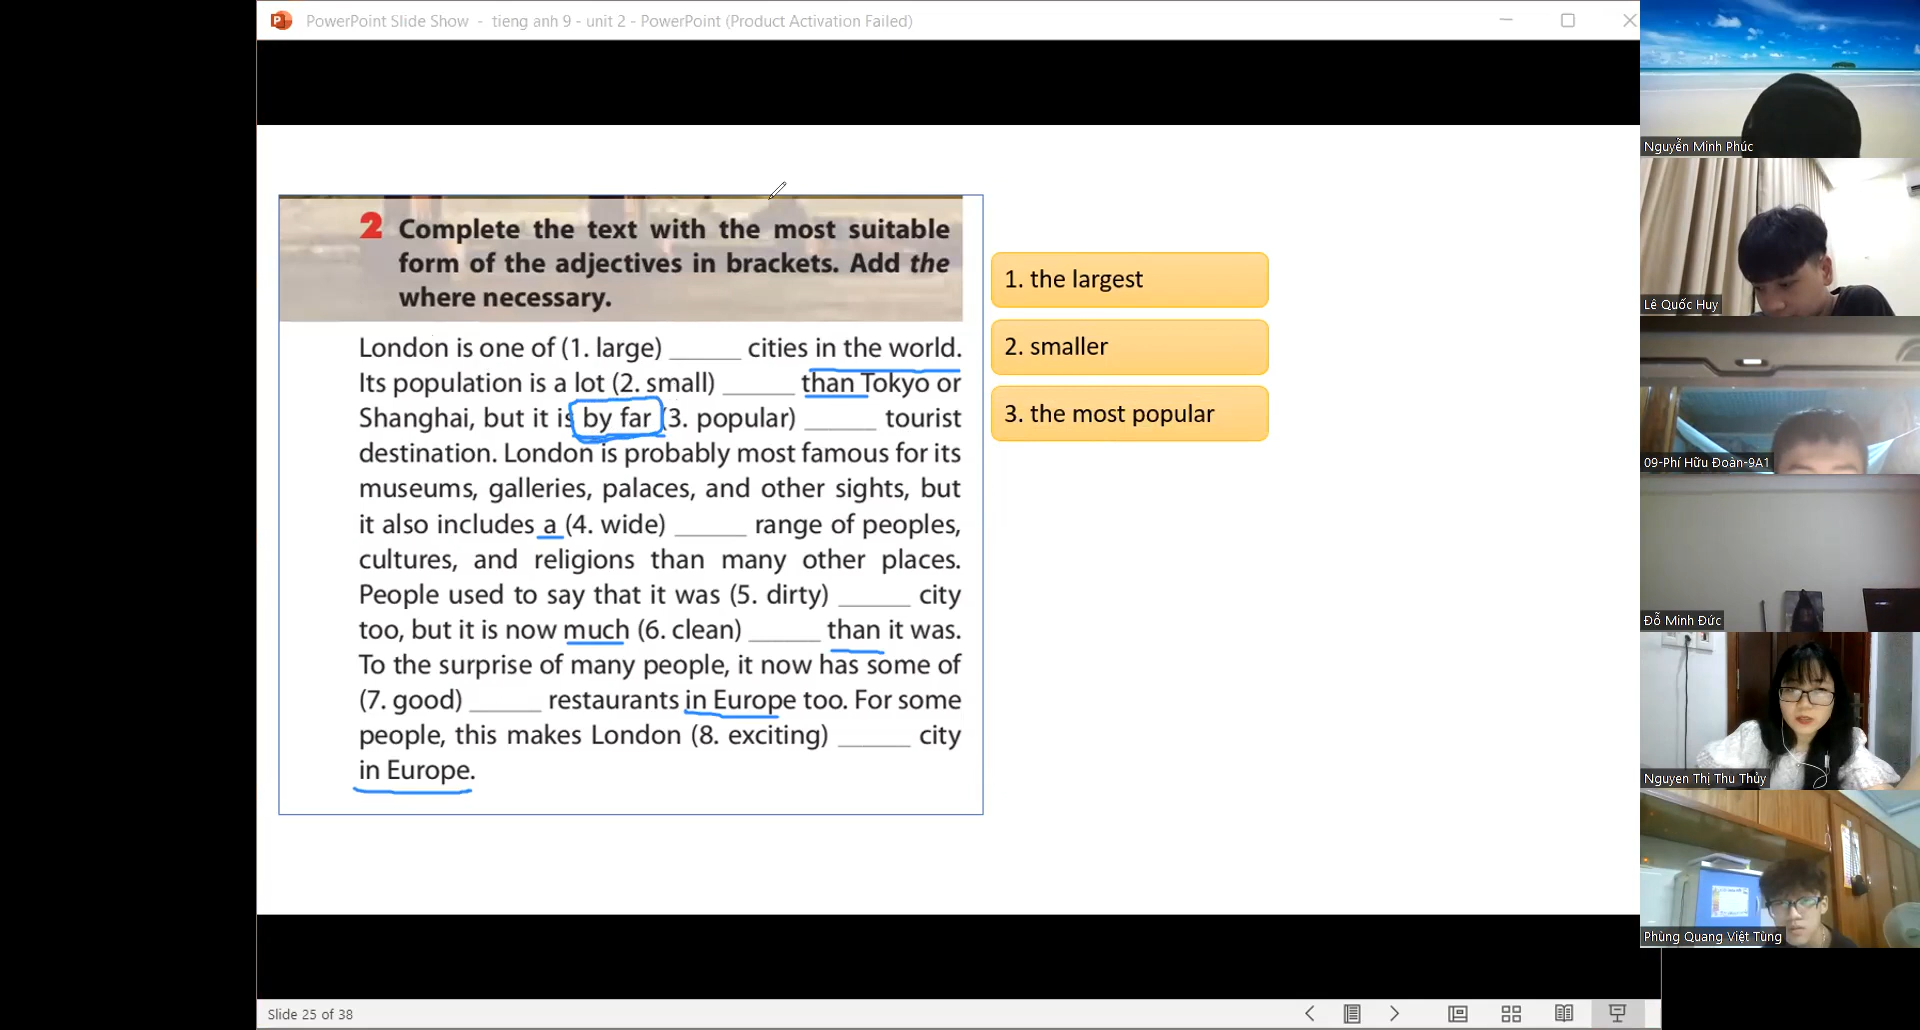 PowerPoint Slide Show - tieng anh 9 - unit 2 - PowerPoint (Product Activation Failed)
2 Complete the text with the most suitable
form of the adjectives in brackets. Add the
where necessary.
London is one of (1. large) _____ cities in the world.
Its population is a lot (2. small) _____ than Tokyo or
Shanghai, but it is by far (3. popular) _____ tourist
destination. London is probably most famous for its
museums, galleries, palaces, and other sights, but
it also includes a (4. wide) _____ range of peoples,
cultures, and religions than many other places.
People used to say that it was (5. dirty) _____ city
too, but it is now much (6. clean) _____ than it was.
To the surprise of many people, it now has some of
(7. good) _____ restaurants in Europe too. For some
people, this makes London (8. exciting) _____ city
in Europe.
1. the largest
2. smaller
3. the most popular
Nguyễn Minh Phúc
Lê Quốc Huy
09-Phí Hữu Đoàn-9A1
Đỗ Minh Đức
Nguyen Thị Thu Thủy
Phùng Quang Việt Tùng
Slide 25 of 38